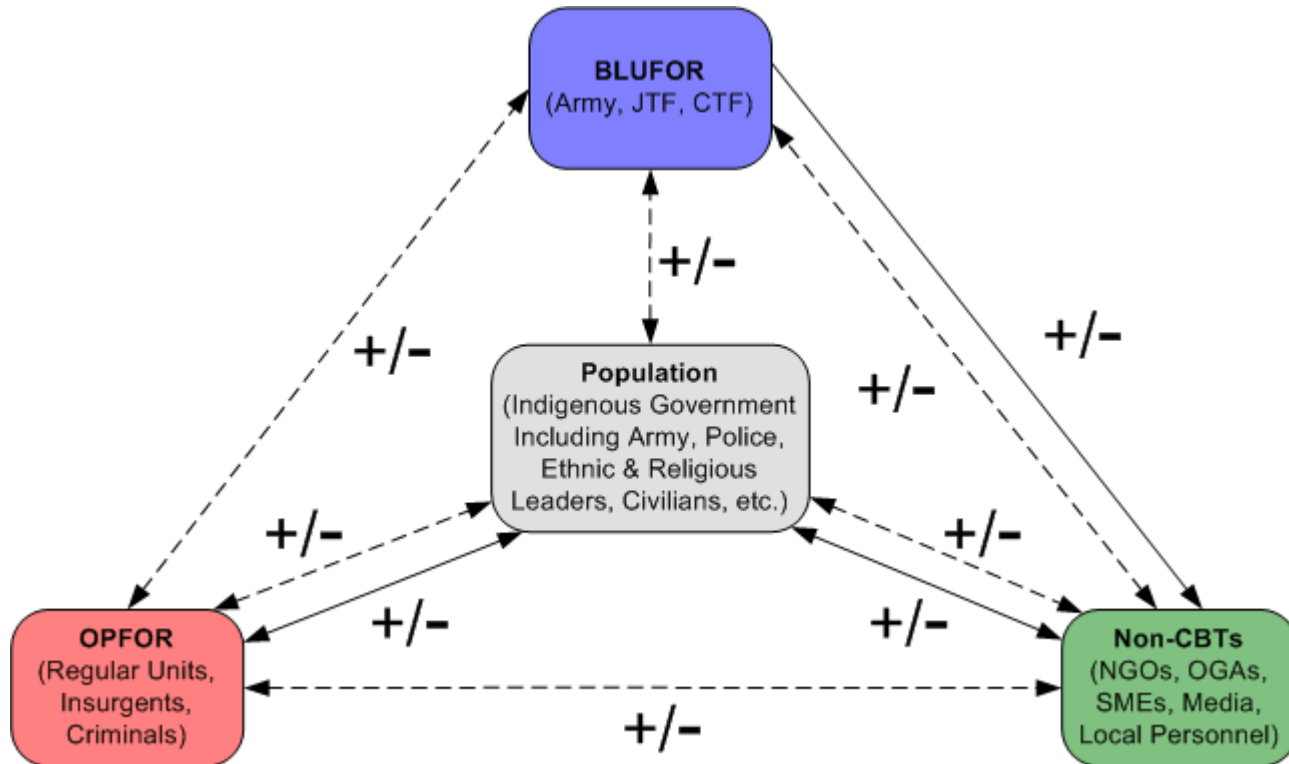 BLUFOR
(Army, JTF, CTF)
+/-
+/-
+/-
+/-
Population
(Indigenous Government
Including Army, Police,
Ethnic & Religious
Leaders, Civilians, etc.)
+/-
+/-
+/-
+/-
OPFOR
(Regular Units,
Insurgents,
Criminals)
+/-
Non-CBTs
(NGOs, OGAs,
SMEs, Media,
Local Personnel)